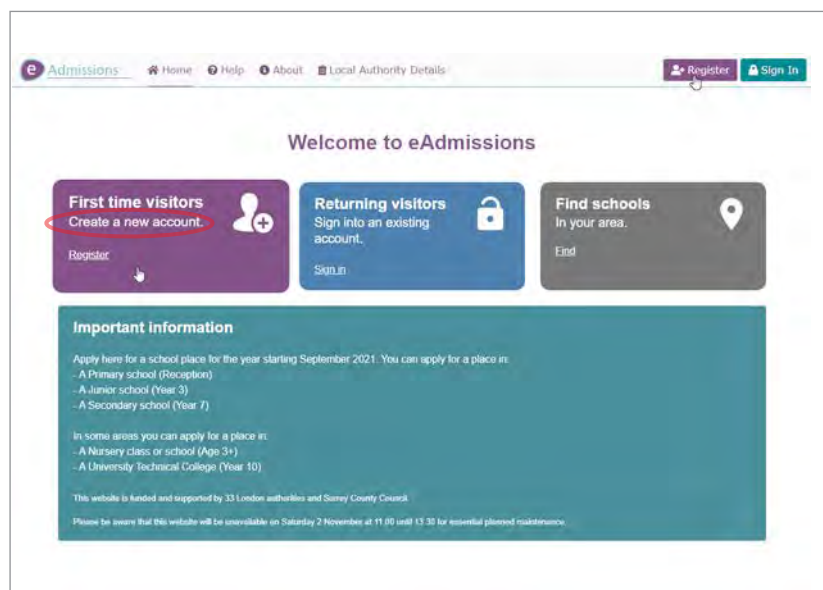 e Admissions Home Help About Local Authority Details Register Sign In
Welcome to eAdmissions
First time visitors
Create a new account.
Register
Returning visitors
Sign into an existing
account.
Sign in
Find schools
In your area.
Find
Important information
Apply here for a school place for the year starting September 2021. You can apply for a place in:
- A Primary school (Reception)
- A Junior school (Year 3)
- A Secondary school (Year 7)
In some areas you can apply for a place in:
- A Nursery class or school (Age 3+)
- A University Technical College (Year 10)
This website is funded and supported by 33 London authorities and Surrey County Council.
Please be aware that this website will be unavailable on Saturday 2 November at 11.00 until 13.30 for essential planned maintenance.